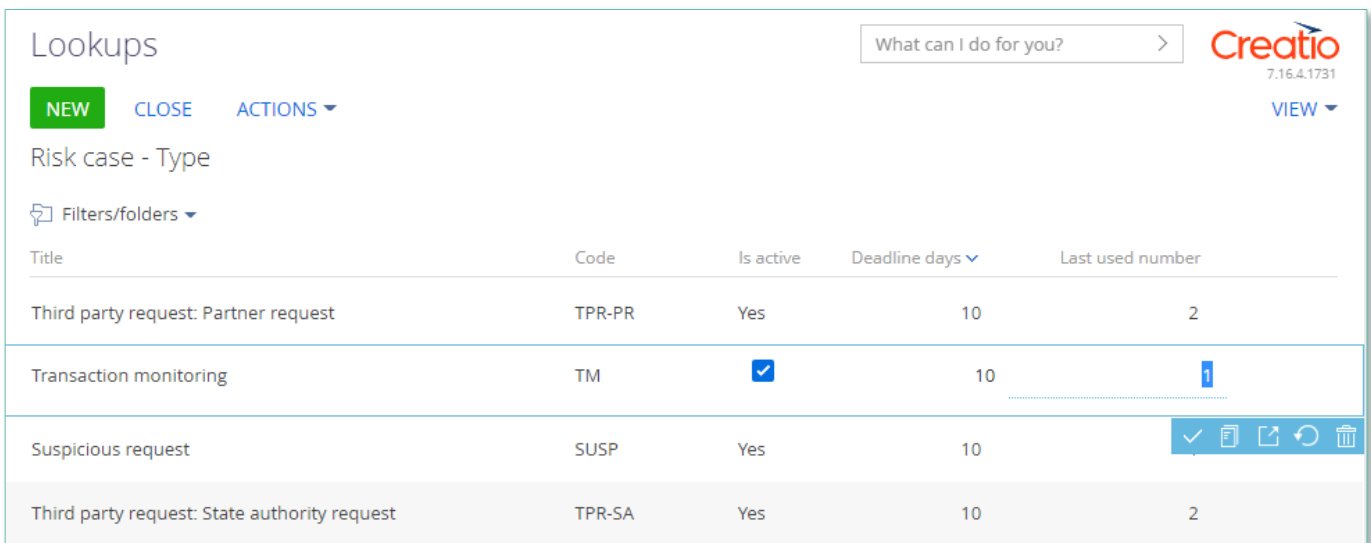 Lookups
What can I do for you?
Creatio
7.16.4.1731
NEW CLOSE ACTIONS VIEW
Risk case - Type
Filters/folders
Title Code Is active Deadline days Last used number
Third party request: Partner request TPR-PR Yes 10 2
Transaction monitoring TM 10 1
Suspicious request SUSP Yes 10
Third party request: State authority request TPR-SA Yes 10 2